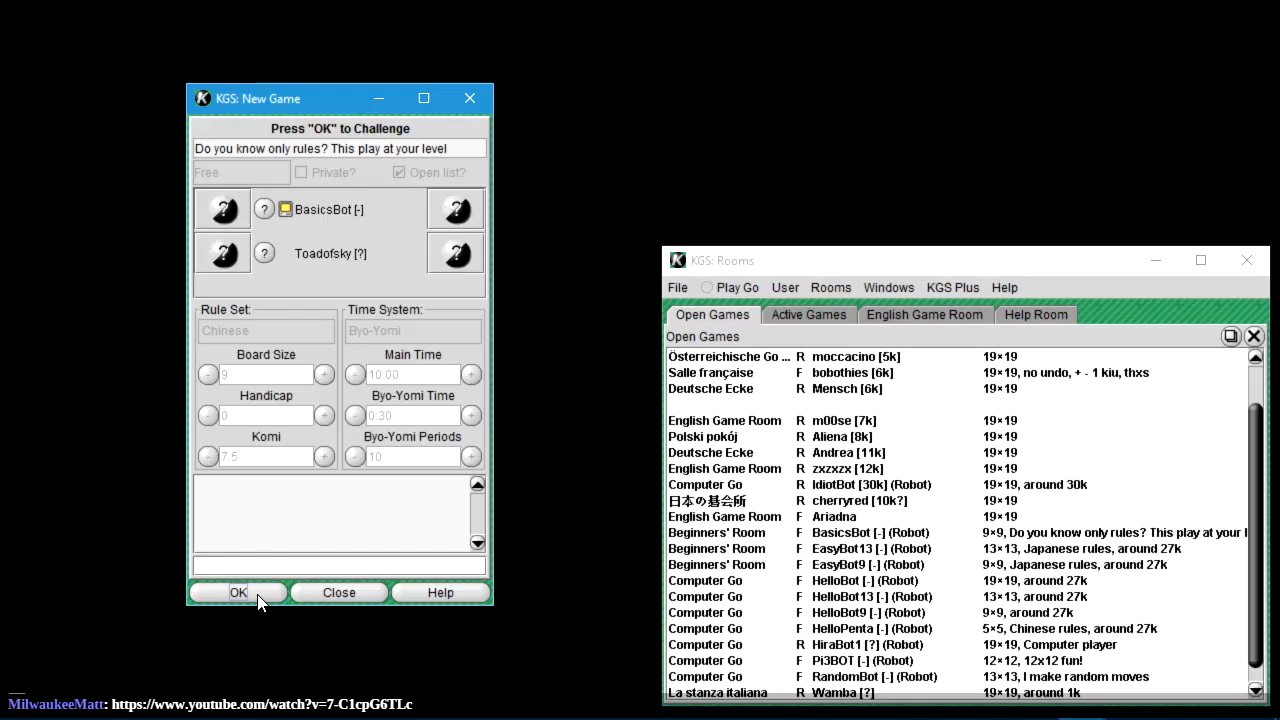 KGS: New Game
Press "OK" to Challenge
Do you know only rules? This play at your level
Free Private? Open list?
? ? BasicsBot [-] ?
? ? Toadofsky [?] ?
Rule Set: Time System:
Chinese Byo-Yomi
Board Size Main Time
- 9 + - 10:00 +
Handicap Byo-Yomi Time
- 0 + - 0:30 +
Komi Byo-Yomi Periods
- 7.5 + - 10 +
OK Close Help
KGS: Rooms
File Play Go User Rooms Windows KGS Plus Help
Open Games Active Games English Game Room Help Room
Open Games
Österreichische Go ... R moccacino [5k] 19×19
Salle française F bobothies [6k] 19×19, no undo, + - 1 kiu, thxs
Deutsche Ecke R Mensch [6k] 19×19
English Game Room R m00se [7k] 19×19
Polski pokój R Aliena [8k] 19×19
Deutsche Ecke R Andrea [11k] 19×19
English Game Room R zxzxzx [12k] 19×19
Computer Go R IdiotBot [30k] (Robot) 19×19, around 30k
日本の碁会所 R cherryred [10k?] 19×19
English Game Room F Ariadna 19×19
Beginners' Room F BasicsBot [-] (Robot) 9×9, Do you know only rules? This play at your l
Beginners' Room F EasyBot13 [-] (Robot) 13×13, Japanese rules, around 27k
Beginners' Room F EasyBot9 [-] (Robot) 9×9, Japanese rules, around 27k
Computer Go F HelloBot [-] (Robot) 19×19, around 27k
Computer Go F HelloBot13 [-] (Robot) 13×13, around 27k
Computer Go F HelloBot9 [-] (Robot) 9×9, around 27k
Computer Go F HelloPenta [-] (Robot) 5×5, Chinese rules, around 27k
Computer Go R HiraBot1 [?] (Robot) 19×19, Computer player
Computer Go F Pi3BOT [-] (Robot) 12×12, 12x12 fun!
Computer Go F RandomBot [-] (Robot) 13×13, I make random moves
La stanza italiana R Wamba [?] 19×19, around 1k
MilwaukeeMatt: https://www.youtube.com/watch?v=7-C1cpG6TLc